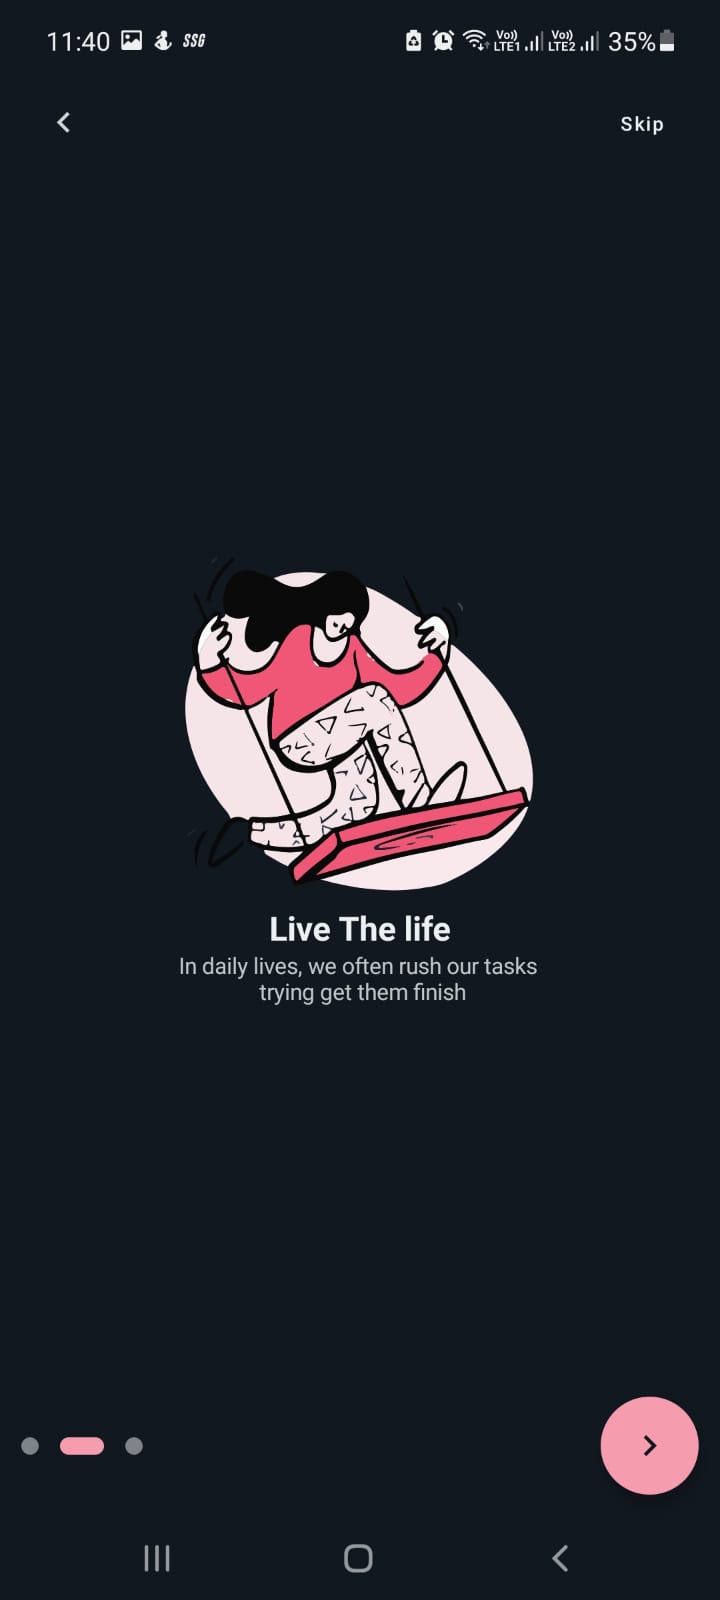 11:40 SSG Vo)) LTE1 Vo)) LTE2 35%
Skip
Live The life
In daily lives, we often rush our tasks
trying get them finish